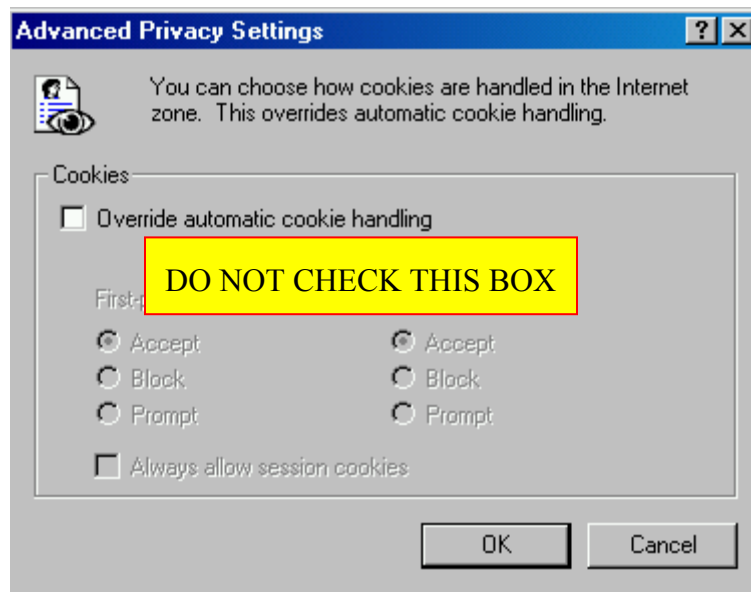 Advanced Privacy Settings
You can choose how cookies are handled in the Internet
zone. This overrides automatic cookie handling.
Cookies
Override automatic cookie handling
DO NOT CHECK THIS BOX
Accept Accept
Block Block
Prompt Prompt
Always allow session cookies
OK Cancel